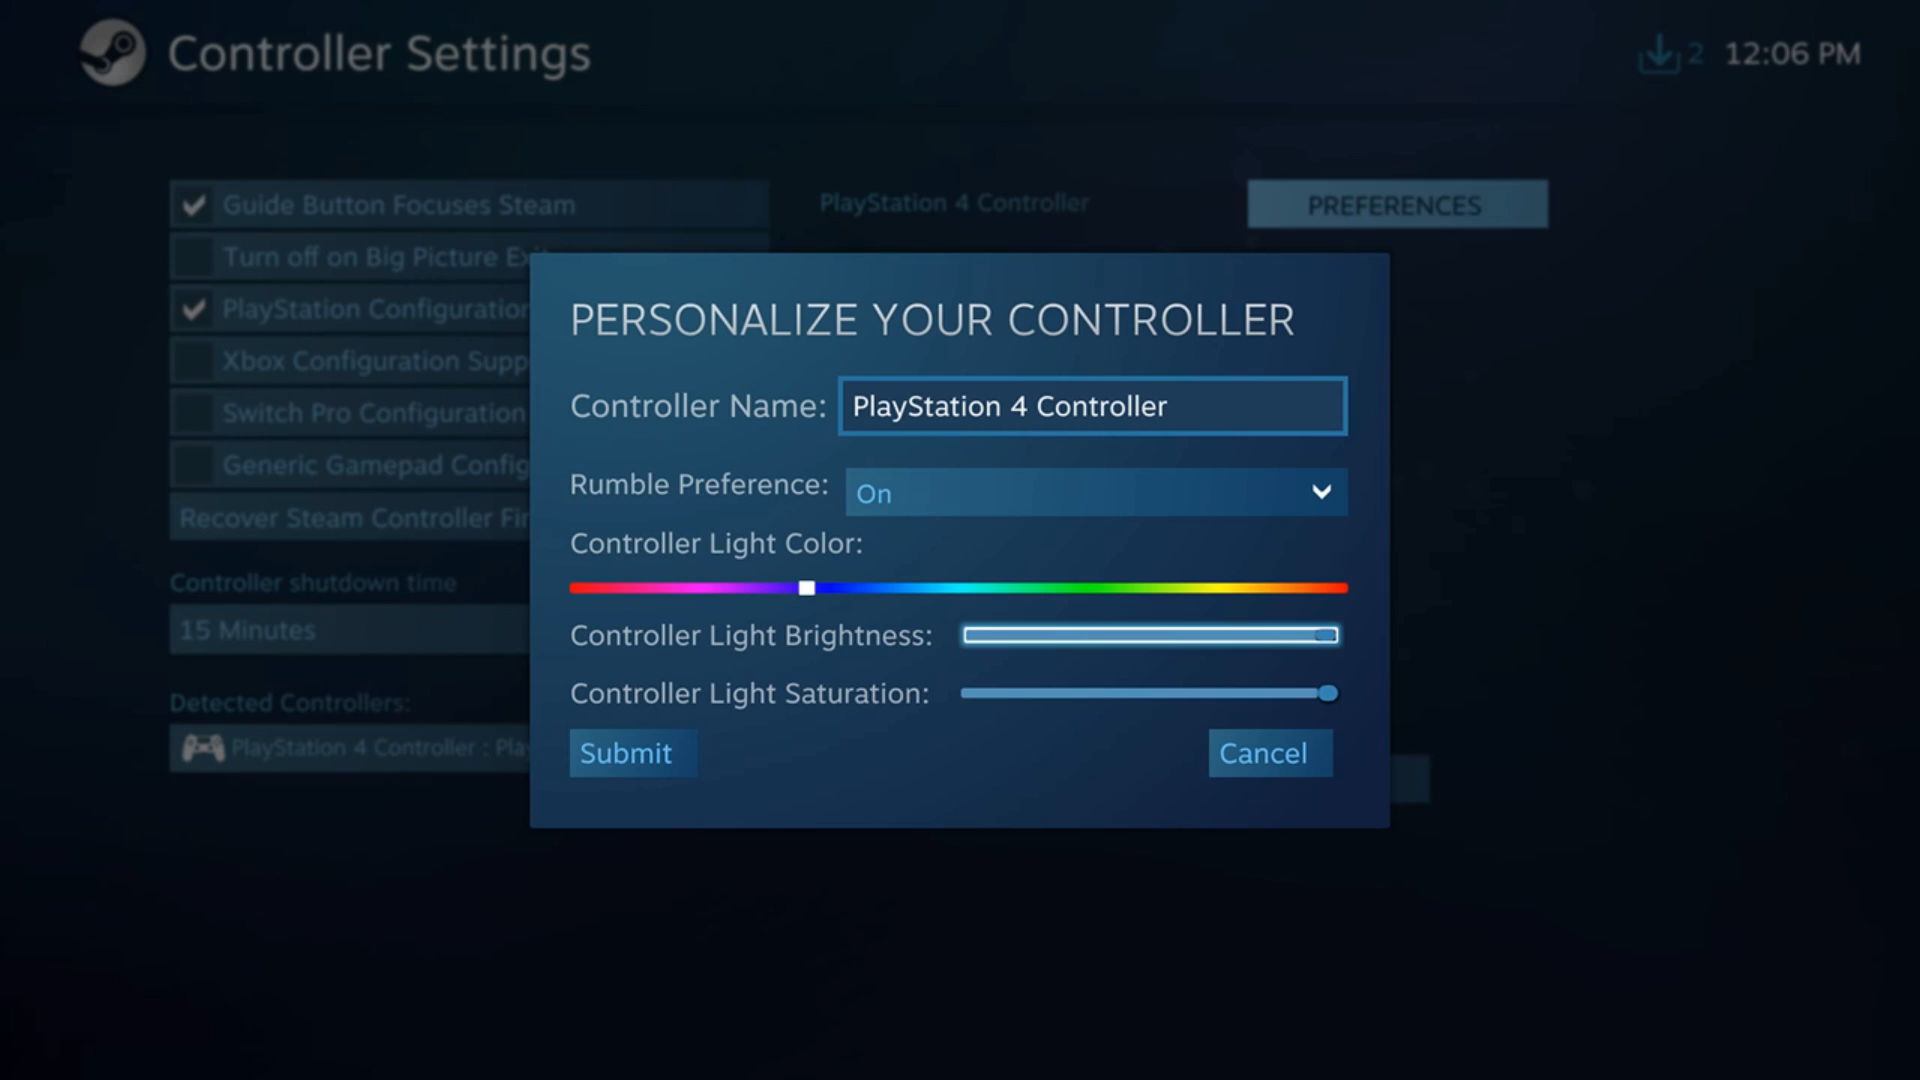 Controller Settings
2 12:06 PM
Guide Button Focuses Steam
PlayStation 4 Controller
PREFERENCES
Turn off on Big Picture
PlayStation Configuration
Xbox Configuration
Switch Pro Configuration
Generic Gamepad
Recover Steam Controller
Controller shutdown time
15 Minutes
Detected Controllers:
PlayStation 4 Controller :
PERSONALIZE YOUR CONTROLLER
Controller Name: PlayStation 4 Controller
Rumble Preference: On
Controller Light Color:
Controller Light Brightness:
Controller Light Saturation:
Submit
Cancel